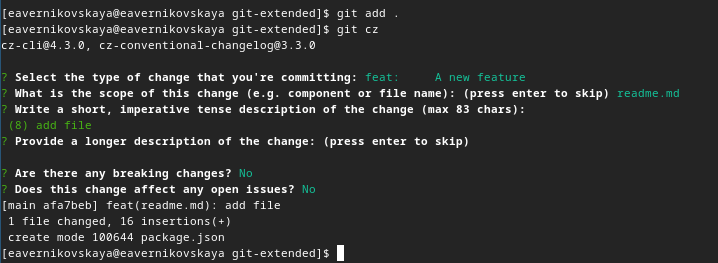 [eavernikovskaya@eavernikovskaya git-extended]$ git add .
[eavernikovskaya@eavernikovskaya git-extended]$ git cz
cz-cli@4.3.0, cz-conventional-changelog@3.3.0
? Select the type of change that you're committing: feat:     A new feature
? What is the scope of this change (e.g. component or file name): (press enter to skip) readme.md
? Write a short, imperative tense description of the change (max 83 chars):
 (8) add file
? Provide a longer description of the change: (press enter to skip)
? Are there any breaking changes? No
? Does this change affect any open issues? No
[main afa7beb] feat(readme.md): add file
 1 file changed, 16 insertions(+)
 create mode 100644 package.json
[eavernikovskaya@eavernikovskaya git-extended]$